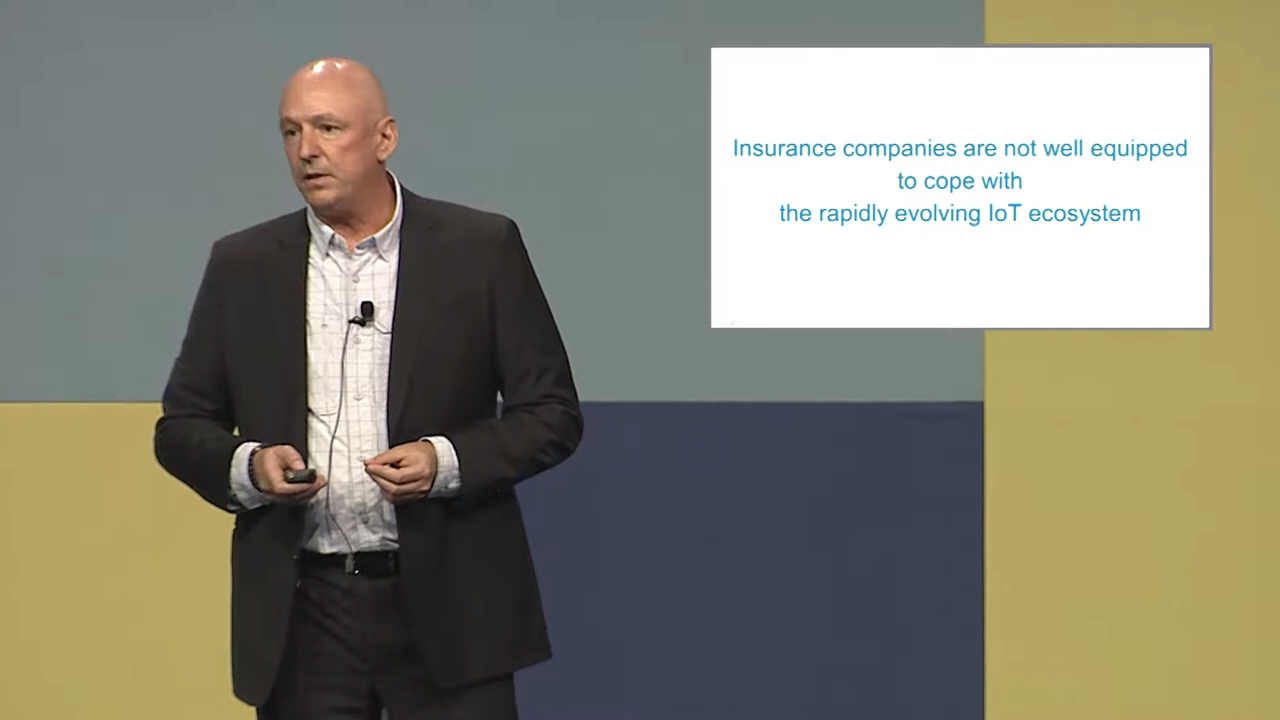 Insurance companies are not well equipped
to cope with
the rapidly evolving IoT ecosystem